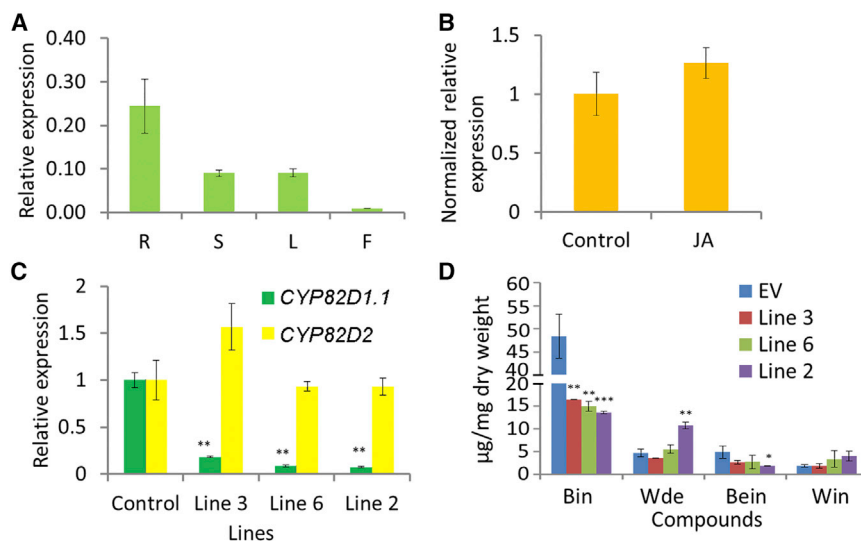 A
Relative expression
0.40
0.30
0.20
0.10
0.00
R S L F
B
Normalized relative
expression
1.5
1
0.5
0
Control JA
C
Relative expression
2
1.5
1
0.5
0
CYP82D1.1
CYP82D2
** ** **
Control Line 3 Line 6 Line 2
Lines
D
µg/mg dry weight
60
55
50
45
40
20
15
10
5
0
EV
Line 3
Line 6
Line 2
** ** *** ** *
Bin Wde Bein Win
Compounds